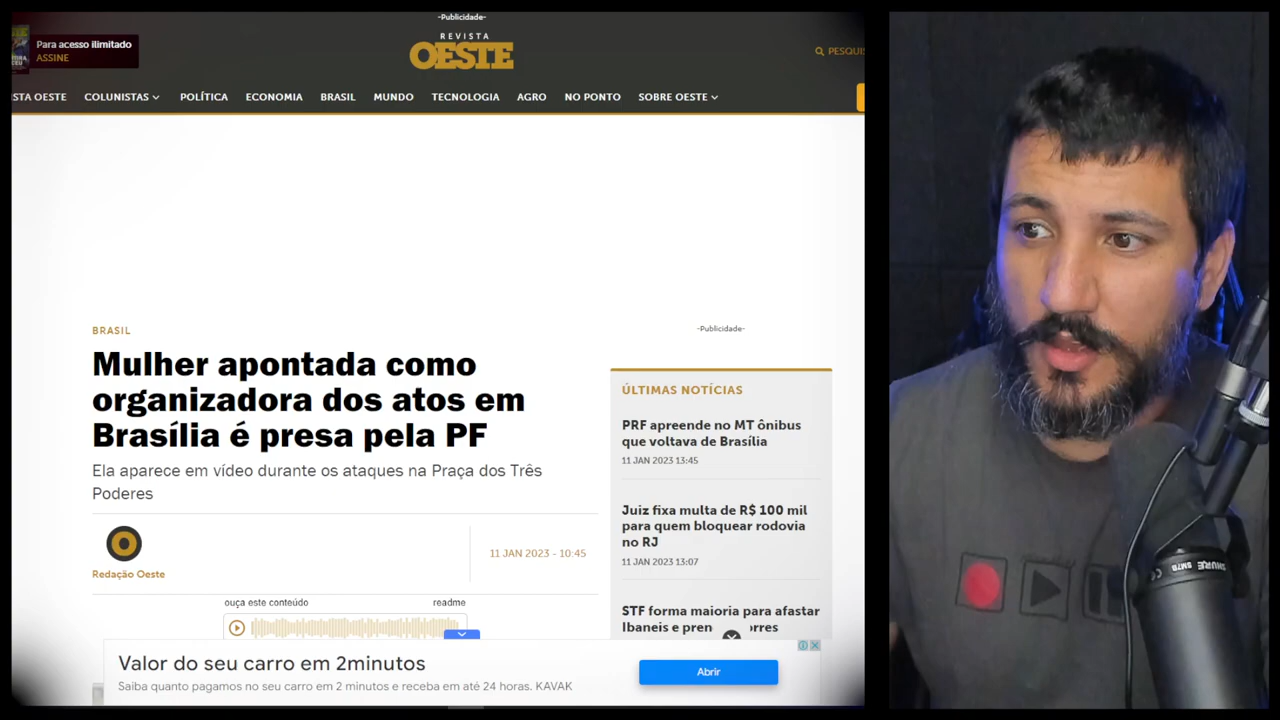 -Publicidade-
Para acesso ilimitado
ASSINE
REVISTA
OESTE
STA OESTE
COLUNISTAS
POLÍTICA
ECONOMIA
BRASIL
MUNDO
TECNOLOGIA
AGRO
NO PONTO
SOBRE OESTE
BRASIL
Mulher apontada como
organizadora dos atos em
Brasília é presa pela PF
Ela aparece em vídeo durante os ataques na Praça dos Três
Poderes
Redação Oeste
11 JAN 2023 - 10:45
ouça este conteúdo
readme
-Publicidade-
ÚLTIMAS NOTÍCIAS
PRF apreende no MT ônibus
que voltava de Brasília
11 JAN 2023 13:45
Juiz fixa multa de R$ 100 mil
para quem bloquear rodovia
no RJ
11 JAN 2023 13:07
STF forma maioria para afastar
Ibaneis e pren orres
Valor do seu carro em 2minutos
Saiba quanto pagamos no seu carro em 2 minutos e receba em até 24 horas. KAVAK
Abrir
SHURE SM7B